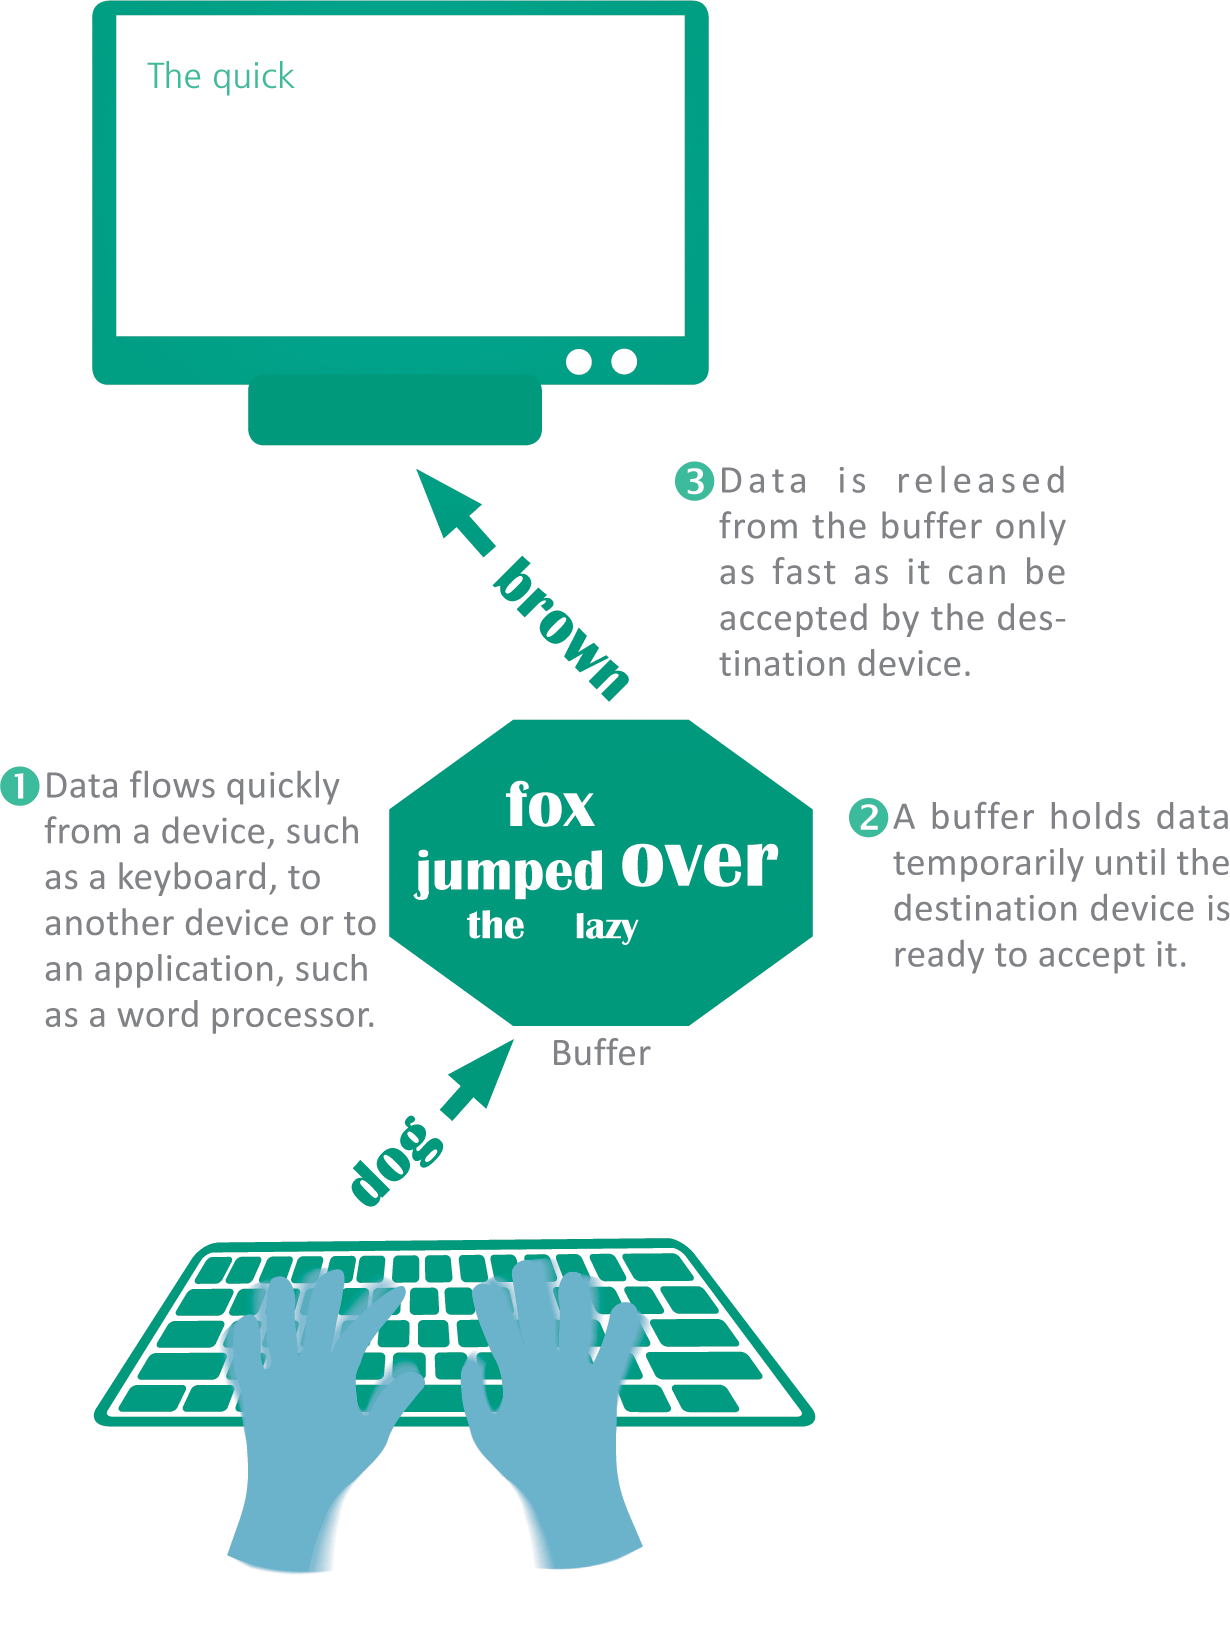 The quick
❸ Data is released
from the buffer only
as fast as it can be
accepted by the des-
tination device.
brown
❶ Data flows quickly
from a device, such
as a keyboard, to
another device or to
an application, such
as a word processor.
fox
jumped over
the lazy
❷ A buffer holds data
temporarily until the
destination device is
ready to accept it.
Buffer
dog